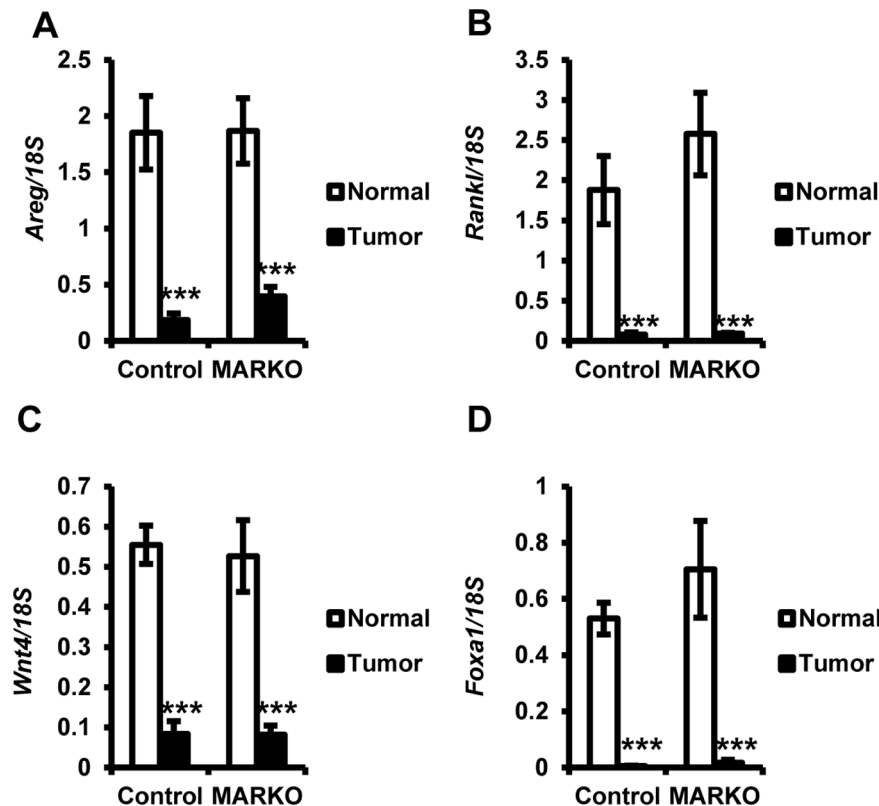 A
2.5
2
1.5
1
0.5
0
Areg/18S
***
***
Control MARKO
Normal
Tumor
B
3.5
3
2.5
2
1.5
1
0.5
0
Rankl/18S
***
***
Control MARKO
Normal
Tumor
C
0.7
0.6
0.5
0.4
0.3
0.2
0.1
0
Wnt4/18S
***
***
Control MARKO
Normal
Tumor
D
1
0.8
0.6
0.4
0.2
0
Foxa1/18S
***
***
Control MARKO
Normal
Tumor